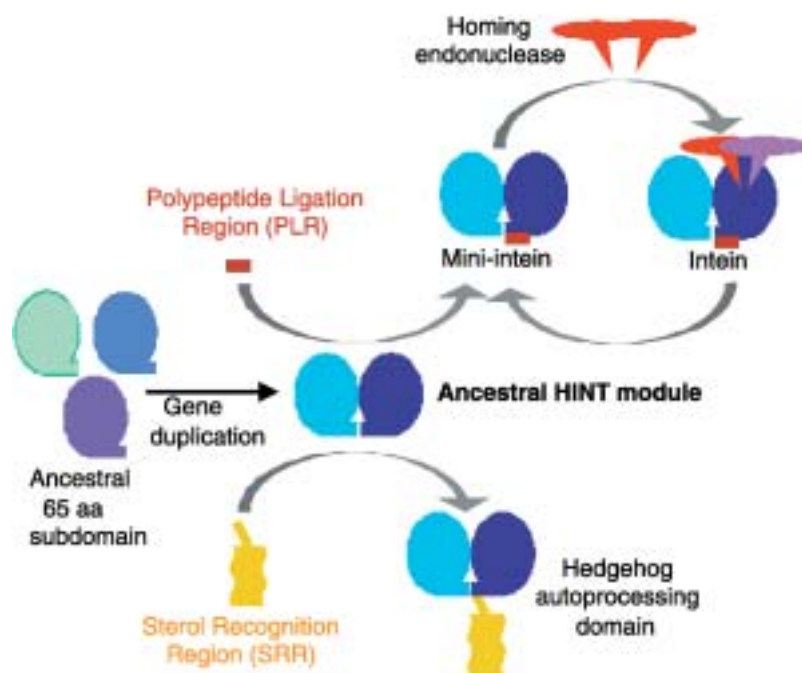 Homing
endonuclease
Polypeptide Ligation
Region (PLR)
Mini-intein
Intein
Ancestral HINT module
Gene
duplication
Ancestral
65 aa
subdomain
Hedgehog
autoprocessing
domain
Sterol Recognition
Region (SRR)